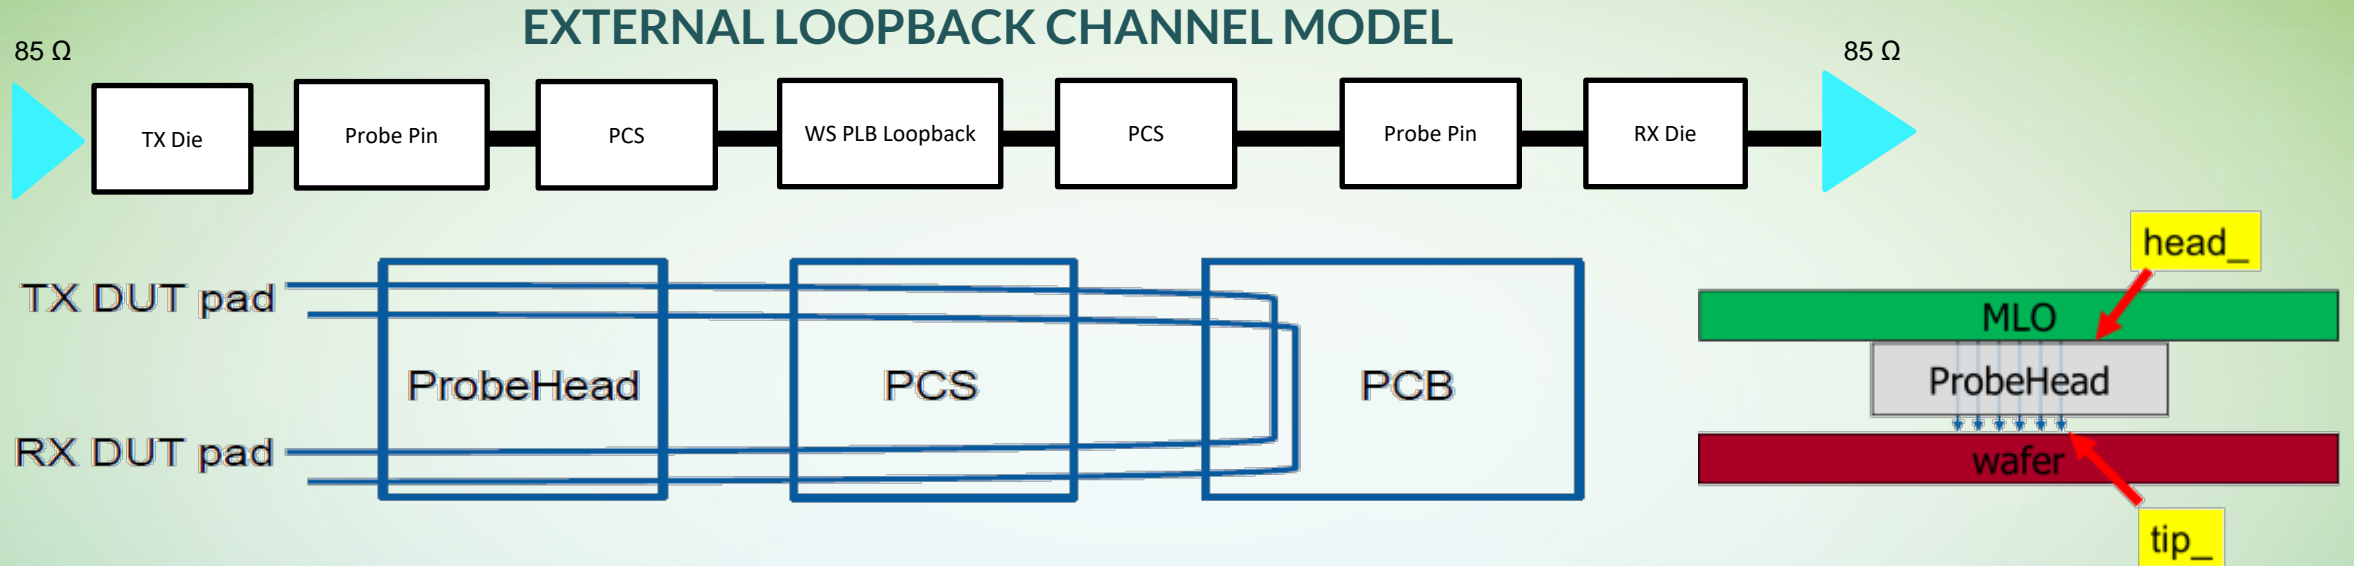 EXTERNAL LOOPBACK CHANNEL MODEL
85 Ω
85 Ω
TX Die
Probe Pin
PCS
WS PLB Loopback
PCS
Probe Pin
RX Die
head_
TX DUT pad
MLO
ProbeHead
PCS
PCB
ProbeHead
RX DUT pad
wafer
tip_